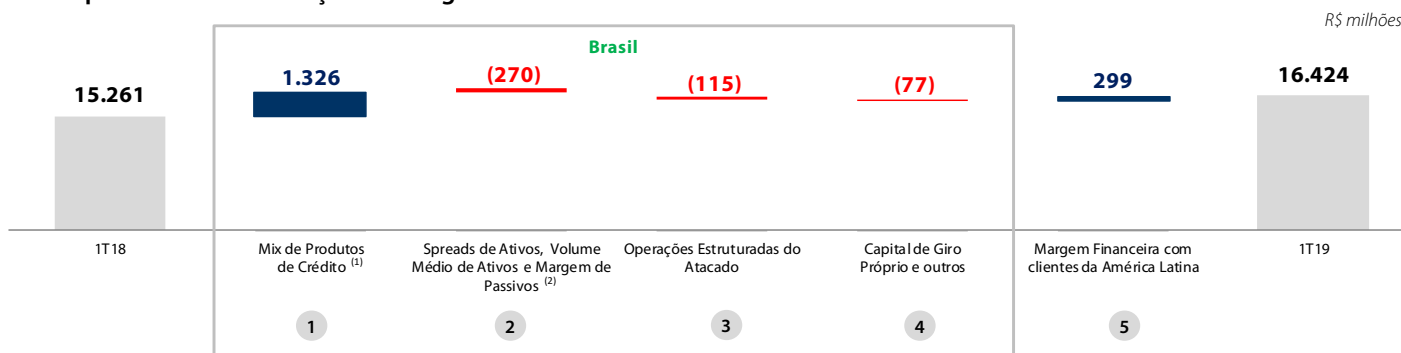 R$ milhões
Brasil
15.261
1.326
(270)
(115)
(77)
299
16.424
1T18
Mix de Produtos
de Crédito (1)
Spreads de Ativos, Volume
Médio de Ativos e Margem de
Passivos (2)
Operações Estruturadas do
Atacado
Capital de Giro
Próprio e outros
Margem Financeira com
clientes da América Latina
1T19
1
2
3
4
5